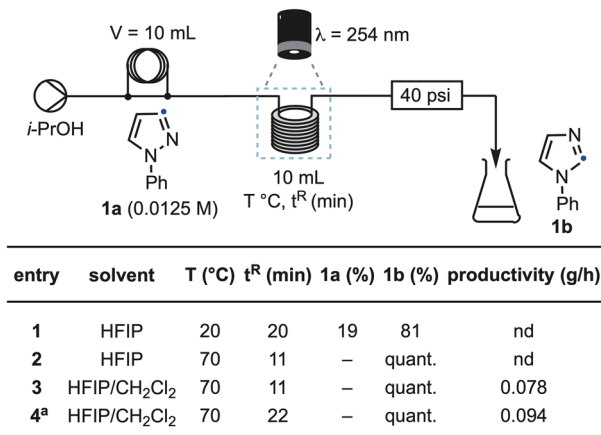 V = 10 mL
λ = 254 nm
40 psi
i-PrOH
N
N
Ph
1a (0.0125 M)
10 mL
T °C, tᴿ (min)
N
N
Ph
1b
entry solvent T (°C) tᴿ (min) 1a (%) 1b (%) productivity (g/h)
1 HFIP 20 20 19 81 nd
2 HFIP 70 11 – quant. nd
3 HFIP/CH₂Cl₂ 70 11 – quant. 0.078
4ᵃ HFIP/CH₂Cl₂ 70 22 – quant. 0.094